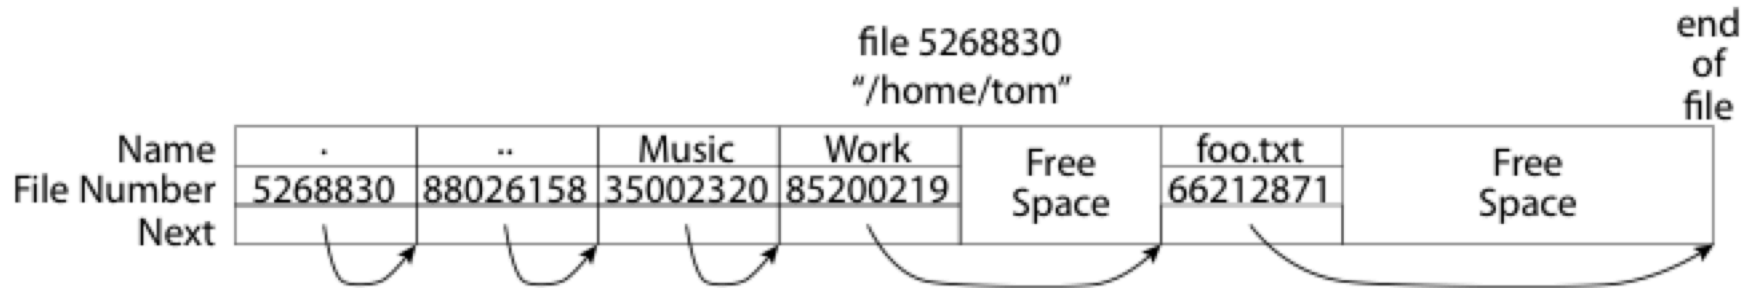 file 5268830
“/home/tom”
end
of
file
Name . .. Music Work Free Space foo.txt Free Space
File Number 5268830 88026158 35002320 85200219 66212871
Next